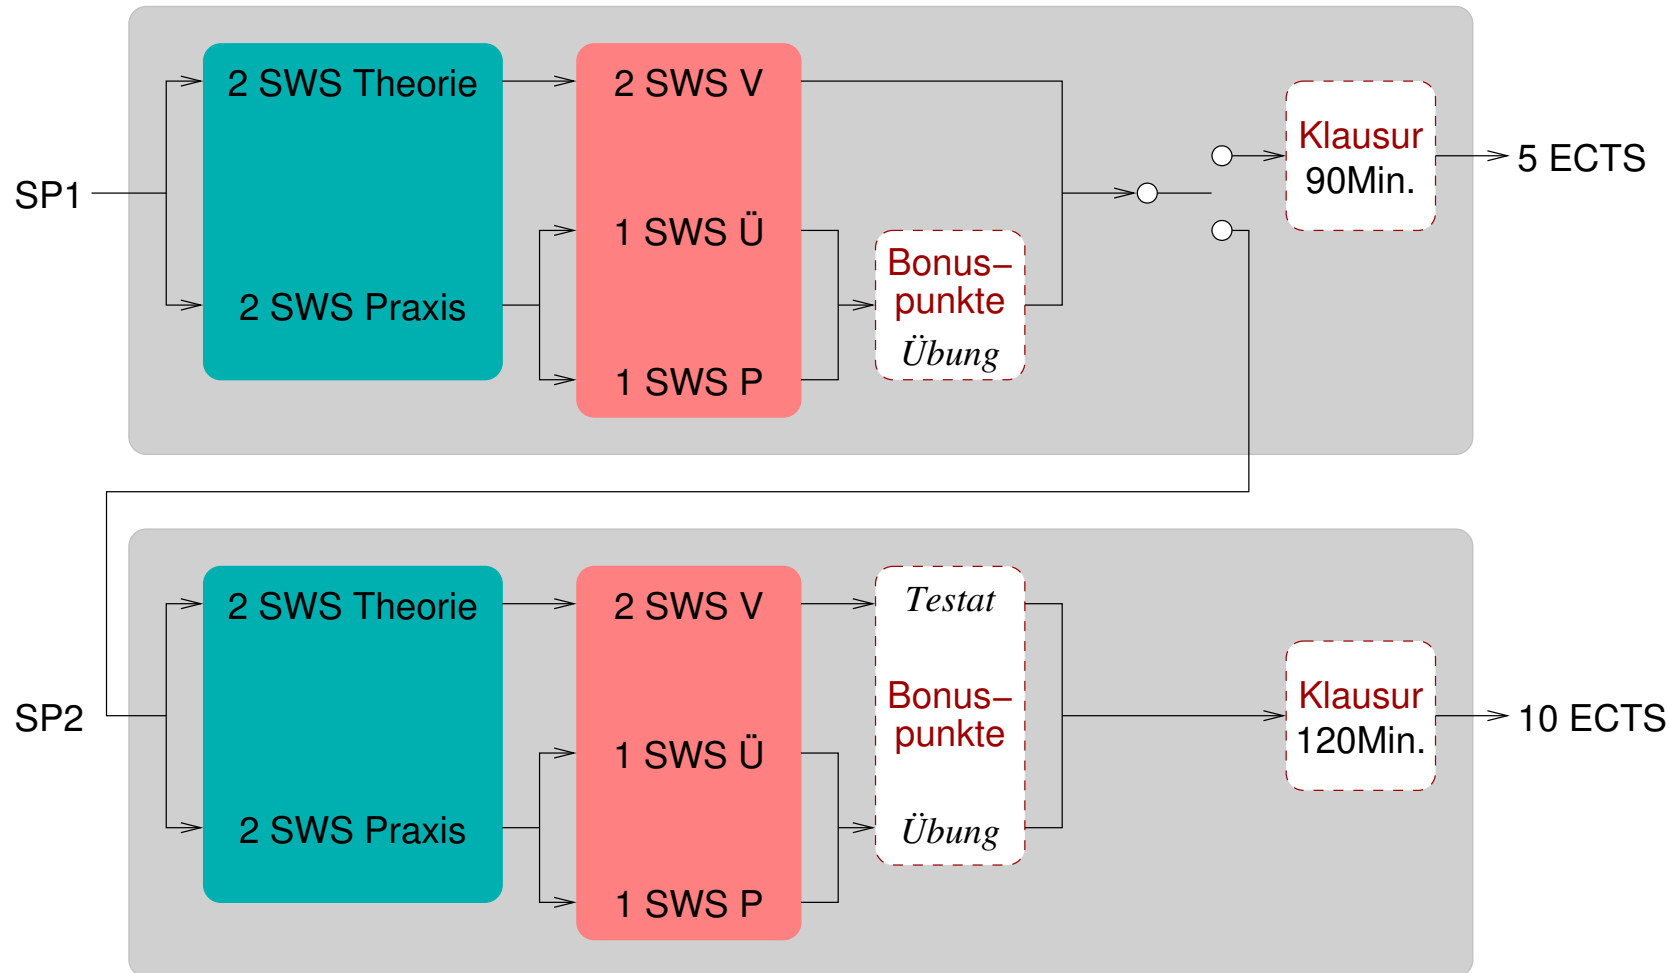 SP1
2 SWS Theorie
2 SWS Praxis
2 SWS V
1 SWS Ü
1 SWS P
Bonus–
punkte
Übung
Klausur
90Min.
5 ECTS
SP2
2 SWS Theorie
2 SWS Praxis
2 SWS V
1 SWS Ü
1 SWS P
Testat
Bonus–
punkte
Übung
Klausur
120Min.
10 ECTS